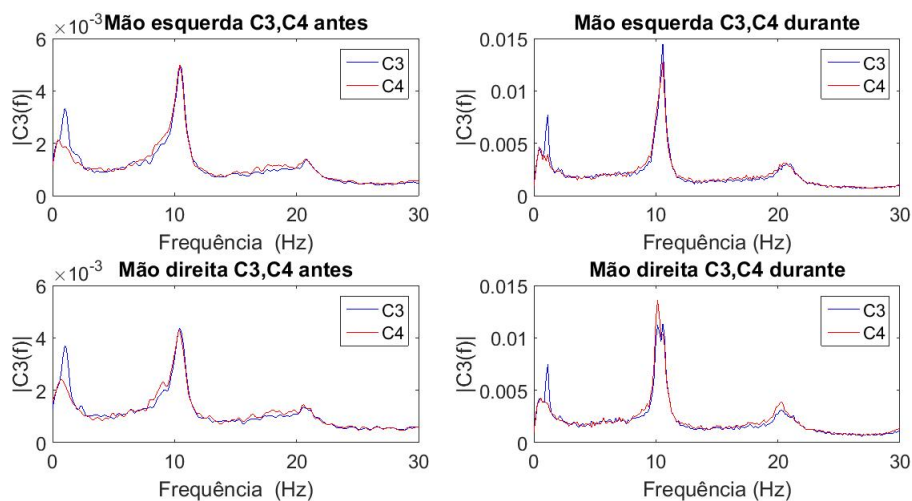 ×10⁻³ Mão esquerda C3,C4 antes
6
4
2
0
|C3(f)|
0 10 20 30
Frequência (Hz)
C3
C4
Mão esquerda C3,C4 durante
0.015
0.01
0.005
0
|C3(f)|
0 10 20 30
Frequência (Hz)
C3
C4
×10⁻³ Mão direita C3,C4 antes
6
4
2
0
|C3(f)|
0 10 20 30
Frequência (Hz)
C3
C4
Mão direita C3,C4 durante
0.015
0.01
0.005
0
|C3(f)|
0 10 20 30
Frequência (Hz)
C3
C4